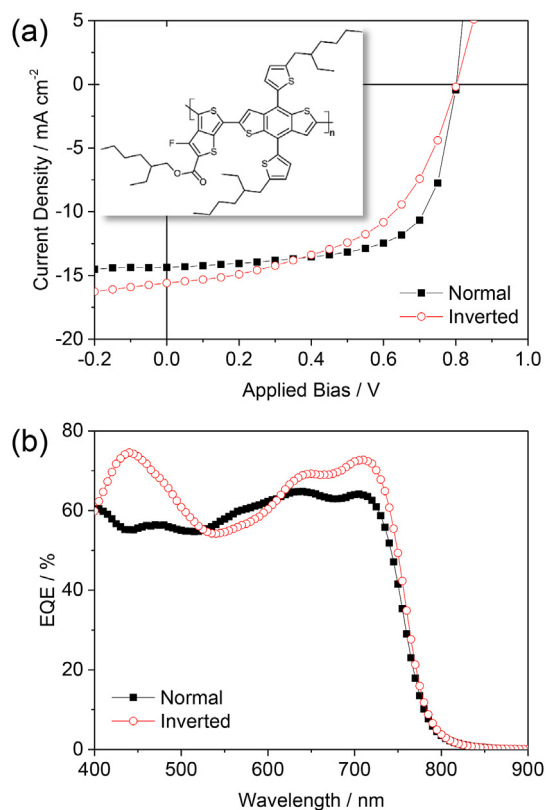 (a)
Current Density / mA cm⁻²
5
0
-5
-10
-15
-20
-0.2 0.0 0.2 0.4 0.6 0.8 1.0
Applied Bias / V
S
S
S
S
S
S
F
O
O
n
Normal
Inverted
(b)
EQE / %
80
60
40
20
0
400 500 600 700 800 900
Wavelength / nm
Normal
Inverted